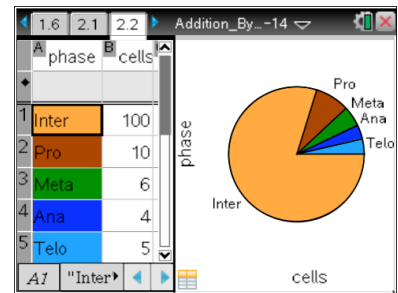 1.6 2.1 2.2 Addition_By…-14
A phase B cells
1 Inter 100
2 Pro 10
3 Meta 6
4 Ana 4
5 Telo 5
A1 "Inter
phase
Pro
Meta
Ana
Telo
Inter
cells